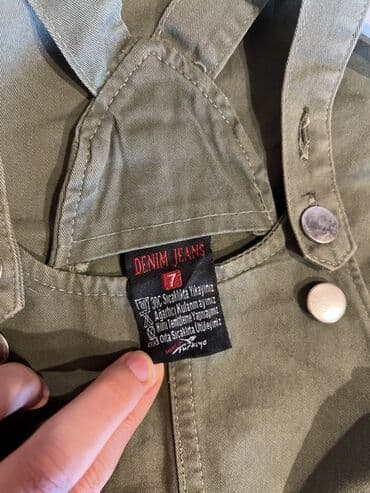 DENIM JEANS
7
30C Sıcaklıkta Yıkayınız
Ağartıcı Kullanmayınız
Kuru Temizleme Yapmayınız
Orta Sıcaklıkta Ütüleyiniz
Türkiye